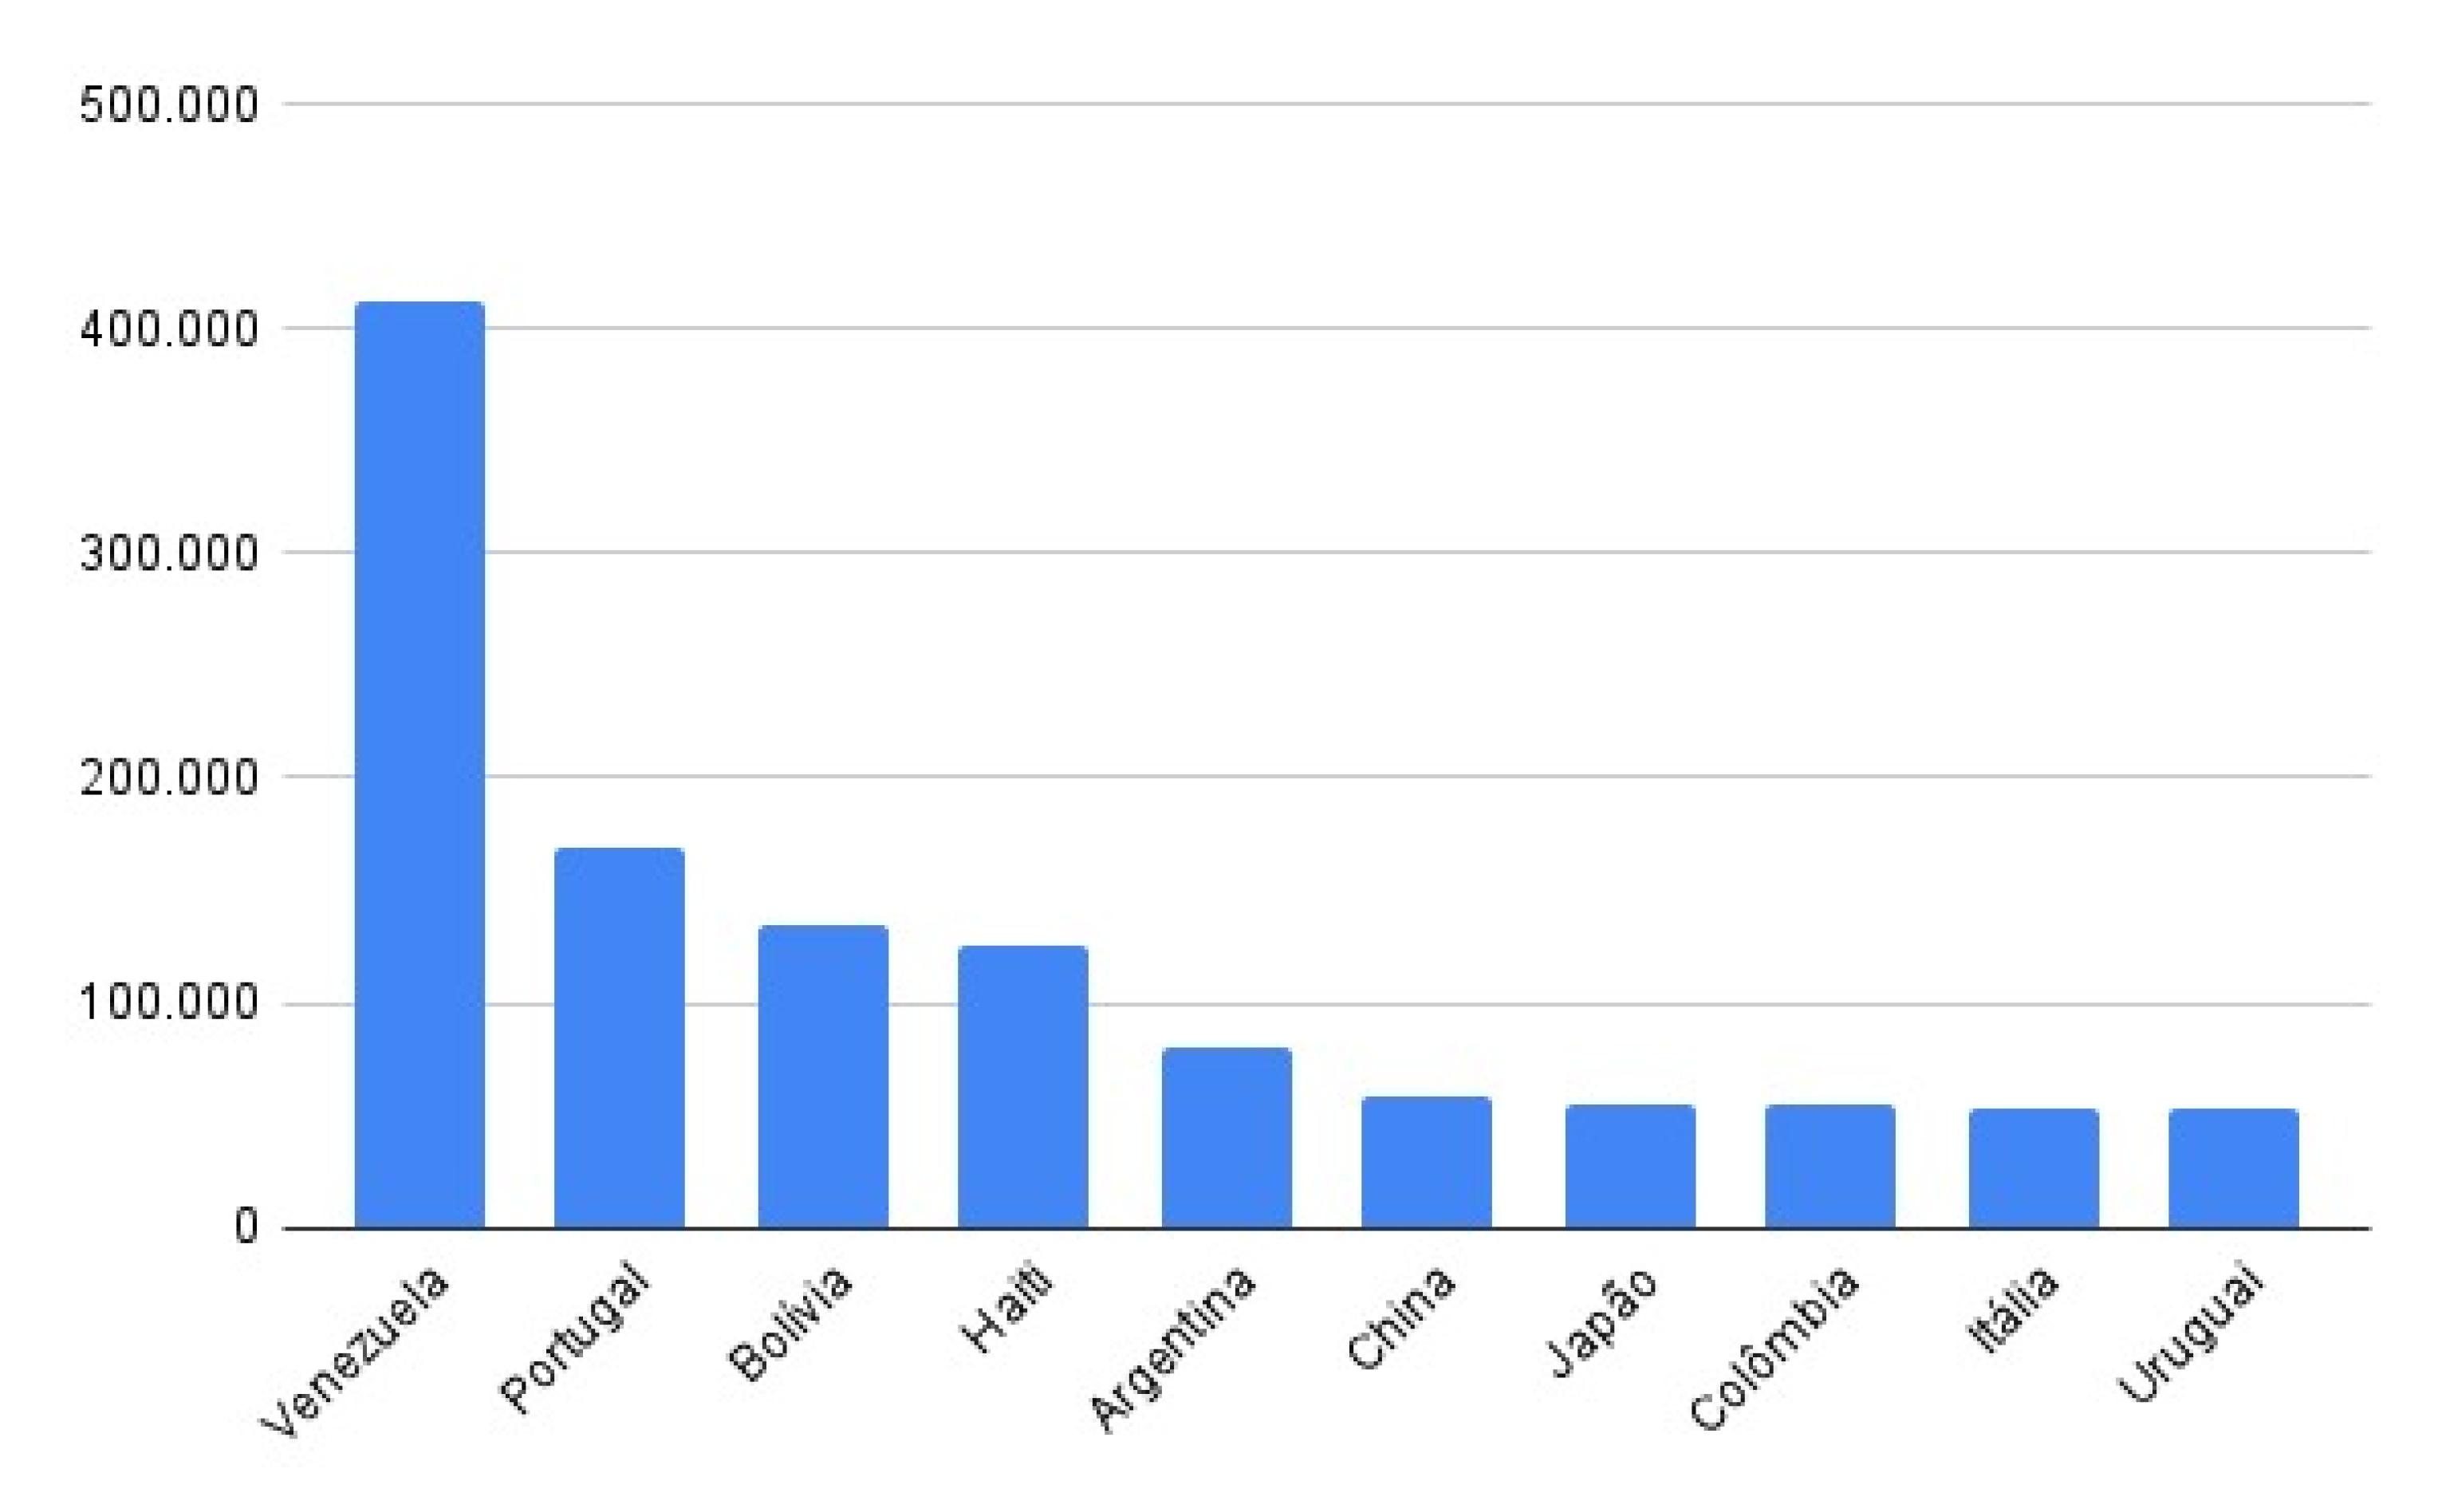 500.000
400.000
300.000
200.000
100.000
0
Venezuela
Portugal
Bolívia
Haiti
Argentina
China
Japão
Colômbia
Itália
Uruguai